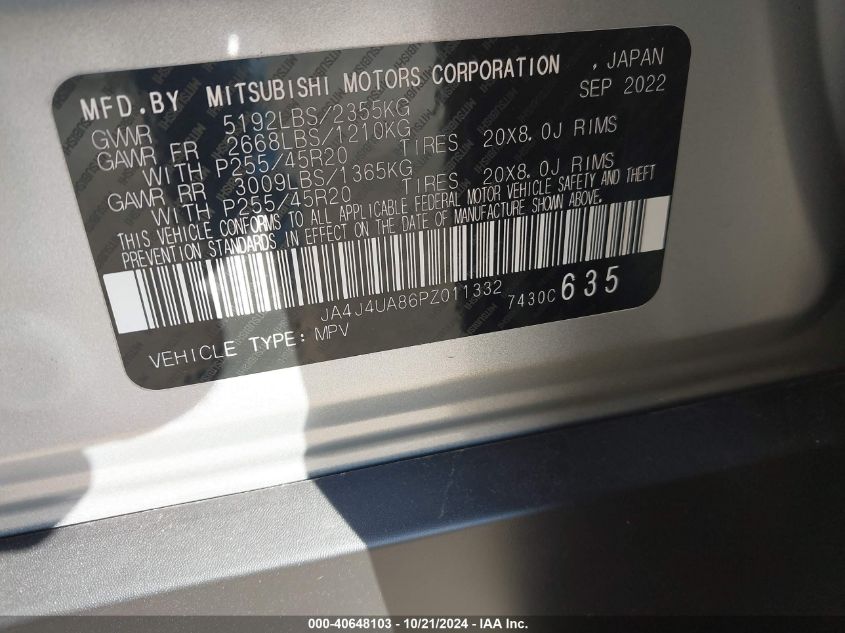 MFD.BY MITSUBISHI MOTORS CORPORATION , JAPAN
SEP 2022
GVWR 5192LBS/2355KG
GAWR FR 2668LBS/1210KG
WITH P255/45R20 TIRES 20X8.0J RIMS
GAWR RR 3009LBS/1365KG
WITH P255/45R20 TIRES 20X8.0J RIMS
THIS VEHICLE CONFORMS TO ALL APPLICABLE FEDERAL MOTOR VEHICLE SAFETY AND THEFT
PREVENTION STANDARDS IN EFFECT ON THE DATE OF MANUFACTURE SHOWN ABOVE.
JA4J4UA86PZ011332 7430C 635
VEHICLE TYPE: MPV
000-40648103 - 10/21/2024 - IAA Inc.